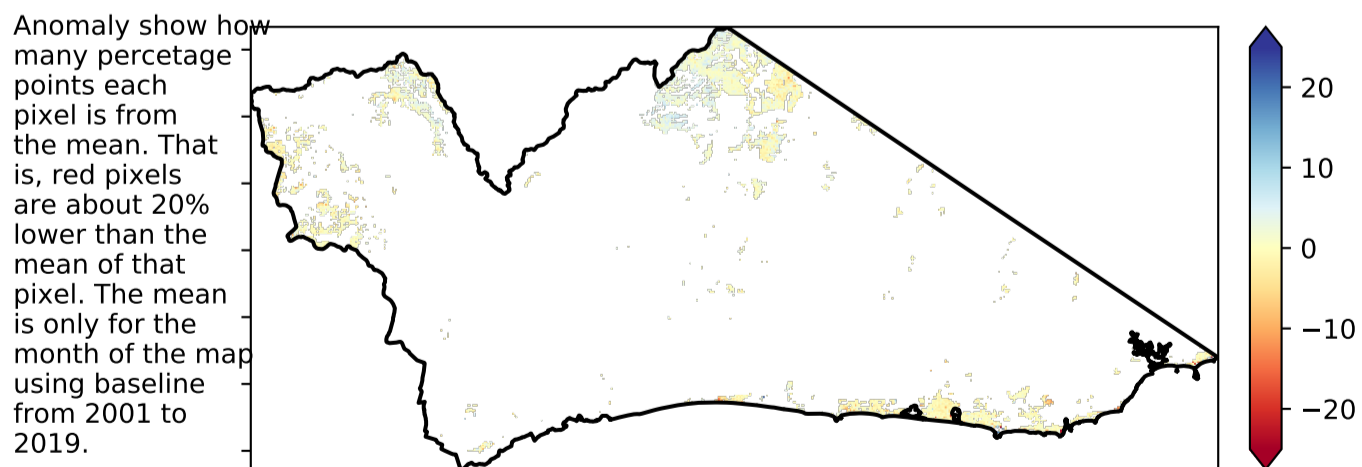 Anomaly show how
many percetage
points each
pixel is from
the mean. That
is, red pixels
are about 20%
lower than the
mean of that
pixel. The mean
is only for the
month of the map
using baseline
from 2001 to
2019.
20
10
0
−10
−20